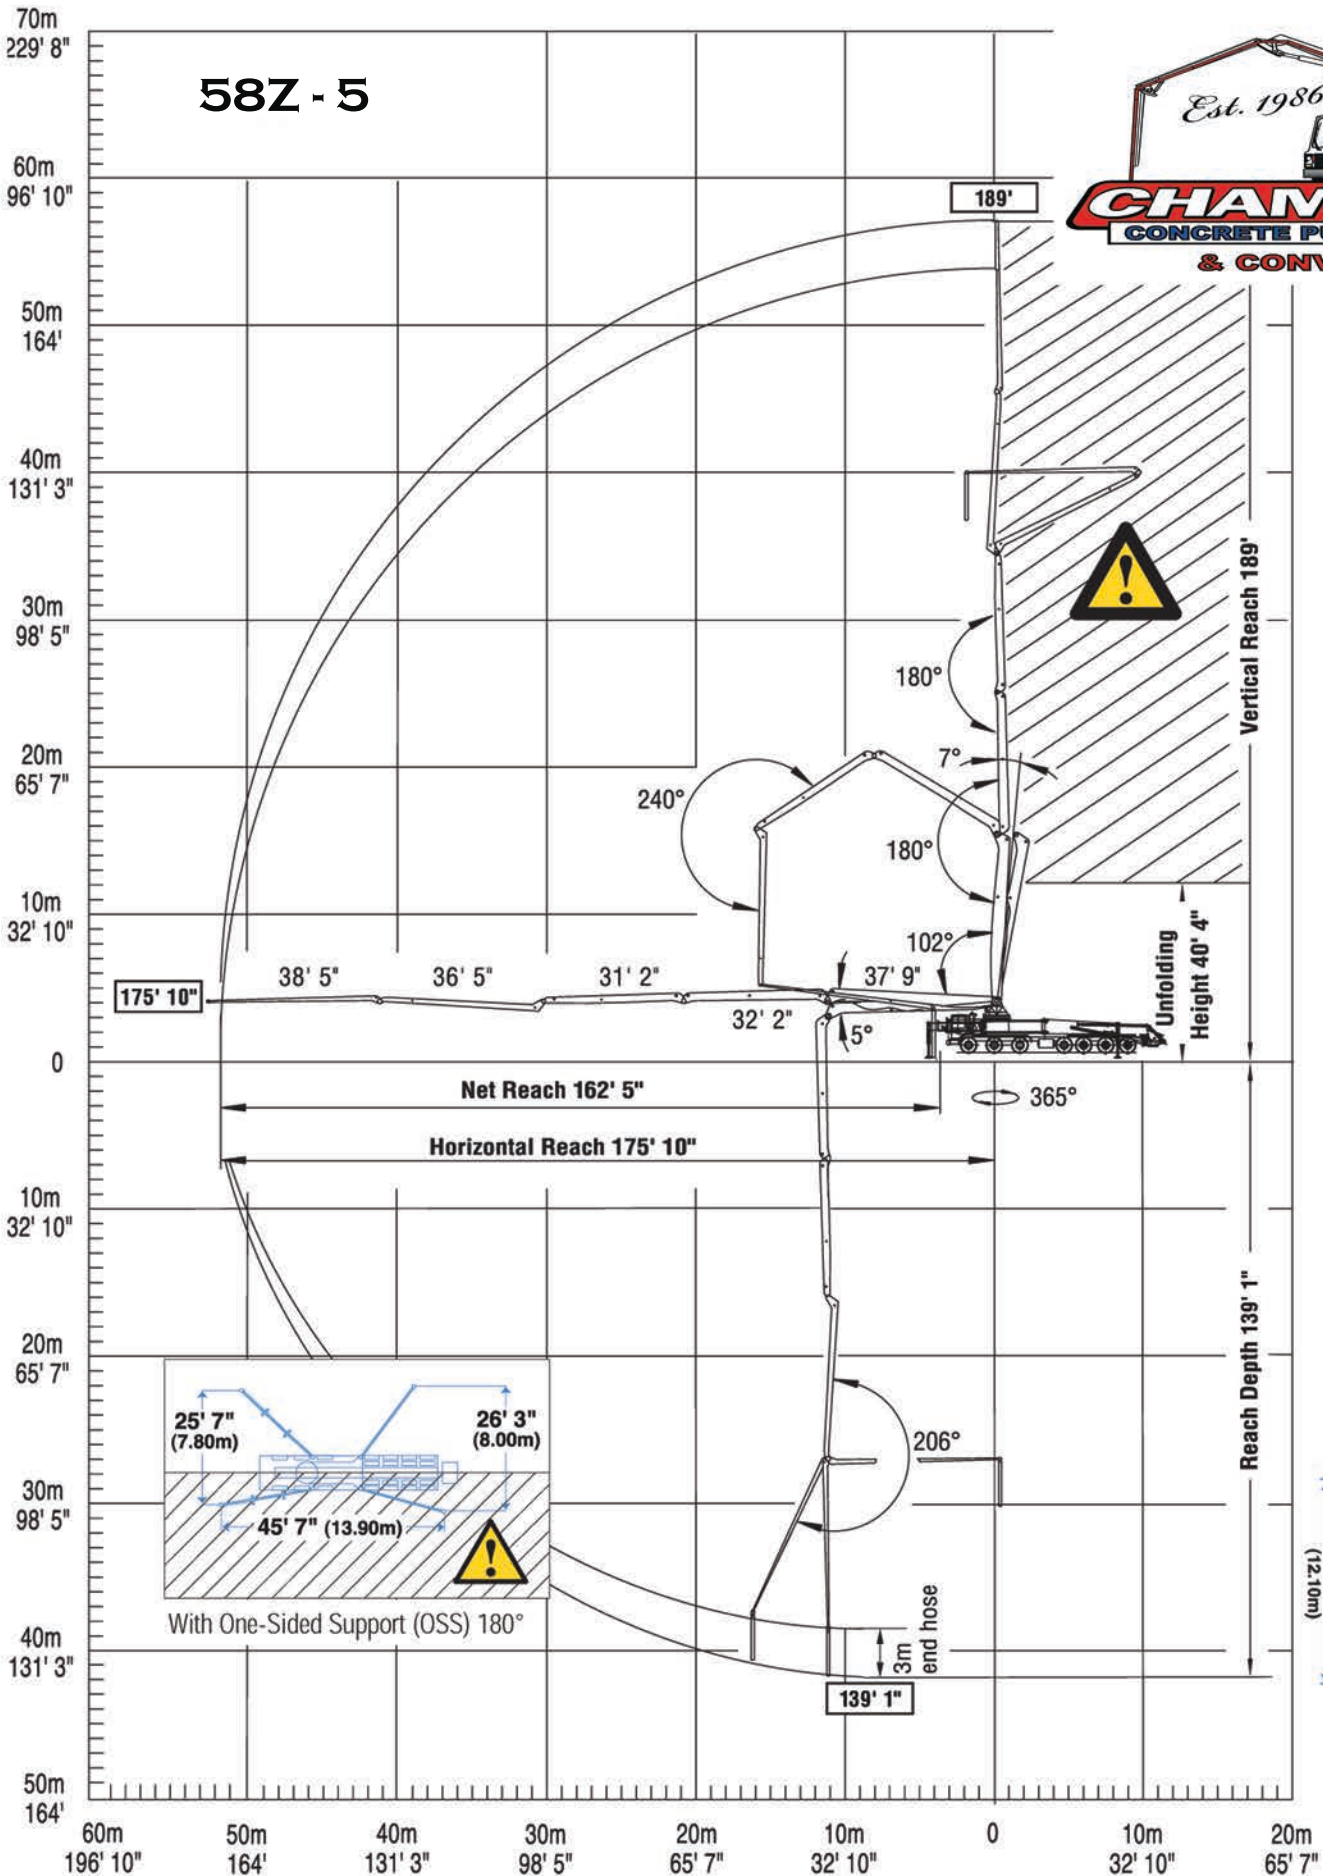 70m
229' 8"
58Z - 5
Est. 1986
60m
96' 10"
189'
CONCRETE
& CONV
50m
164'
40m
131' 3"
30m
98' 5"
180°
Vertical Reach 189'
20m
65' 7"
7°
240°
180°
10m
32' 10"
102°
Unfolding
Height 40' 4"
38' 5"
36' 5"
31' 2"
37' 9"
175' 10"
32' 2"
5°
0
Net Reach 162' 5"
365°
Horizontal Reach 175' 10"
10m
32' 10"
Reach Depth 139' 1"
20m
65' 7"
25' 7"
(7.80m)
26' 3"
(8.00m)
206°
30m
98' 5"
45' 7" (13.90m)
(12.10m)
With One-Sided Support (OSS) 180°
3m
end hose
40m
131' 3"
139' 1"
50m
164'
60m
50m
40m
30m
20m
10m
0
10m
20m
196' 10"
164'
131' 3"
98' 5"
65' 7"
32' 10"
32' 10"
65' 7"